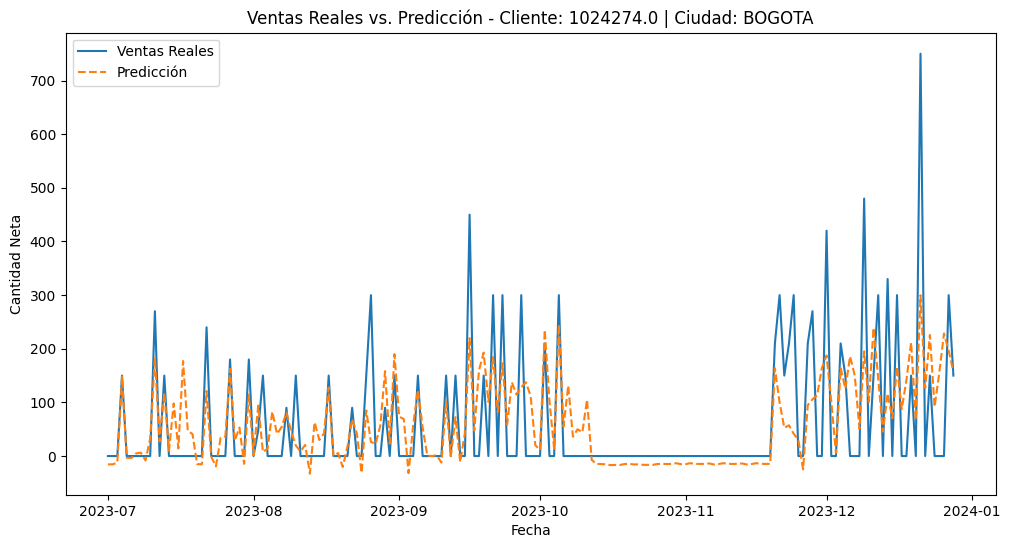 Ventas Reales vs. Predicción - Cliente: 1024274.0 | Ciudad: BOGOTA
Ventas Reales
Predicción
Cantidad Neta
700
600
500
400
300
200
100
0
2023-07 2023-08 2023-09 2023-10 2023-11 2023-12 2024-01
Fecha